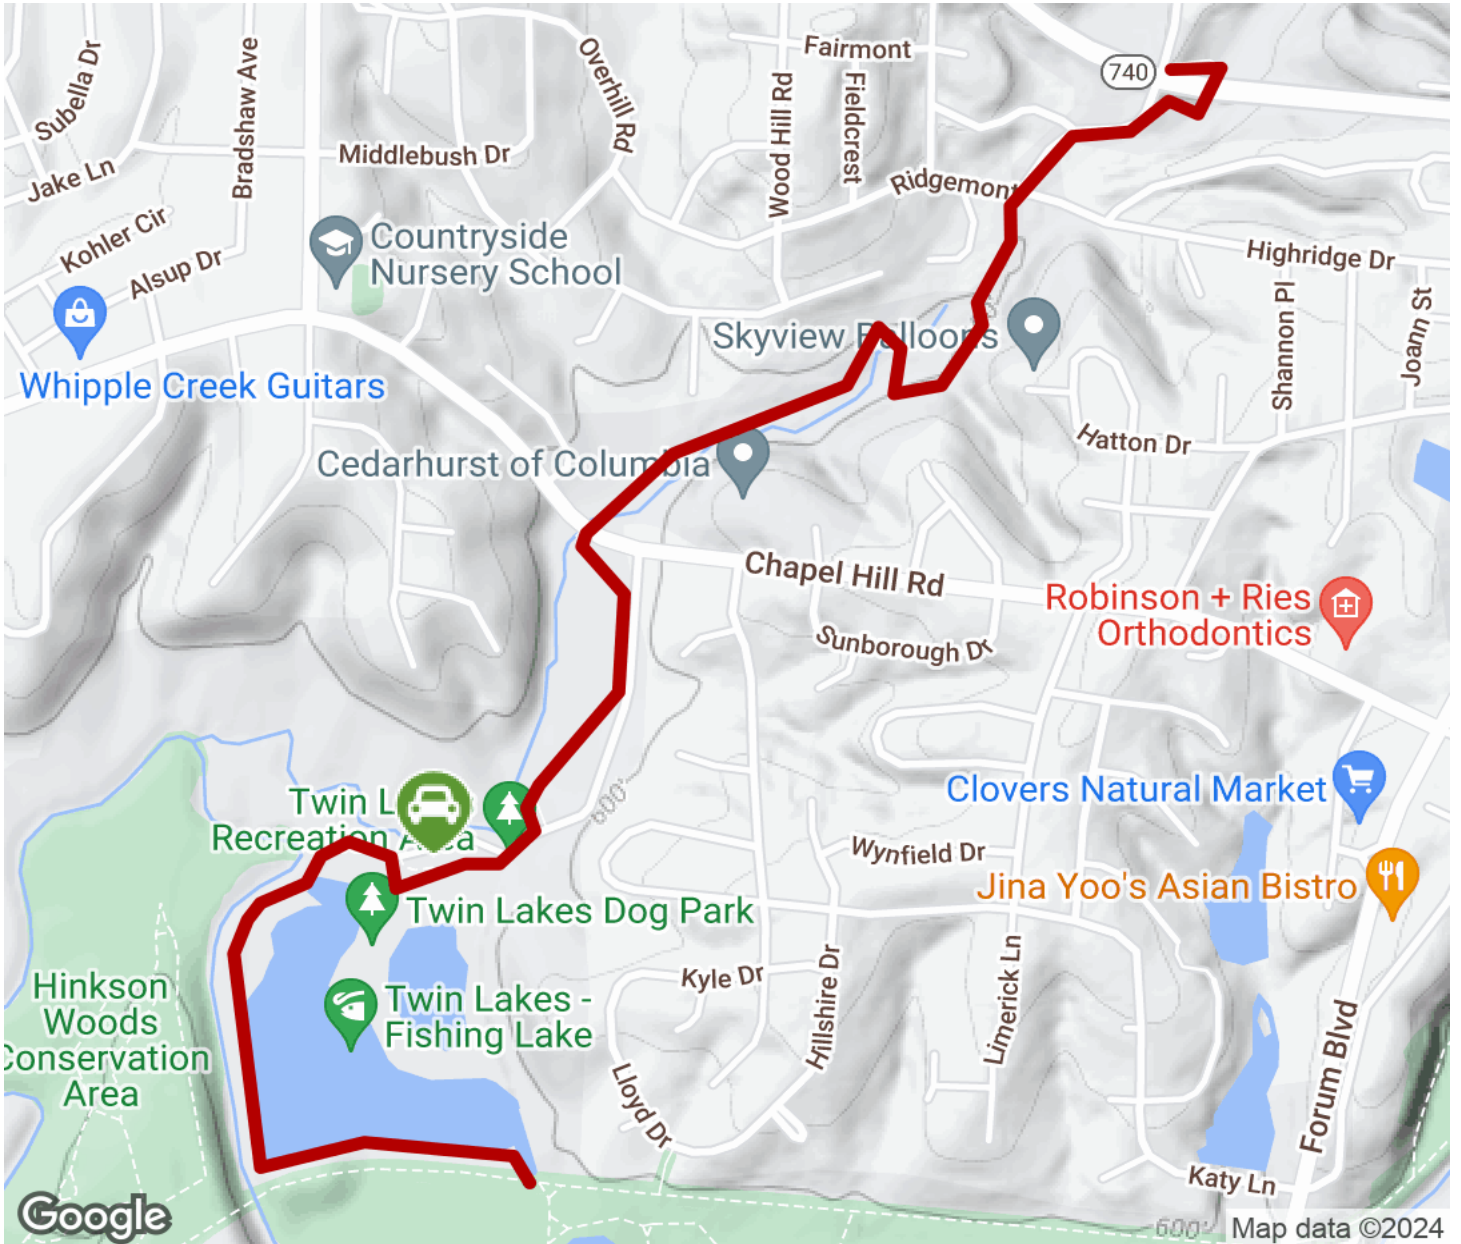 Fairmont
740
Subella Dr
Bradshaw Ave
Overhill Rd
Wood Hill Rd
Fieldcrest
Middlebush Dr
Jake Ln
Ridgemont
Kohler Cir
Countryside
Nursery School
Highridge Dr
Alsup Dr
Shannon Pl
Joann St
Skyview Balloons
Whipple Creek Guitars
Hatton Dr
Cedarhurst of Columbia
Chapel Hill Rd
Robinson + Ries
Orthodontics
Sunborough Dr
Clovers Natural Market
600'
Twin L
Recreation Area
Wynfield Dr
Jina Yoo's Asian Bistro
Twin Lakes Dog Park
Kyle Dr
Hillshire Dr
Limerick Ln
Hinkson
Woods
Conservation
Area
Twin Lakes -
Fishing Lake
Lloyd Dr
Forum Blvd
Katy Ln
Google
600'
Map data ©2024